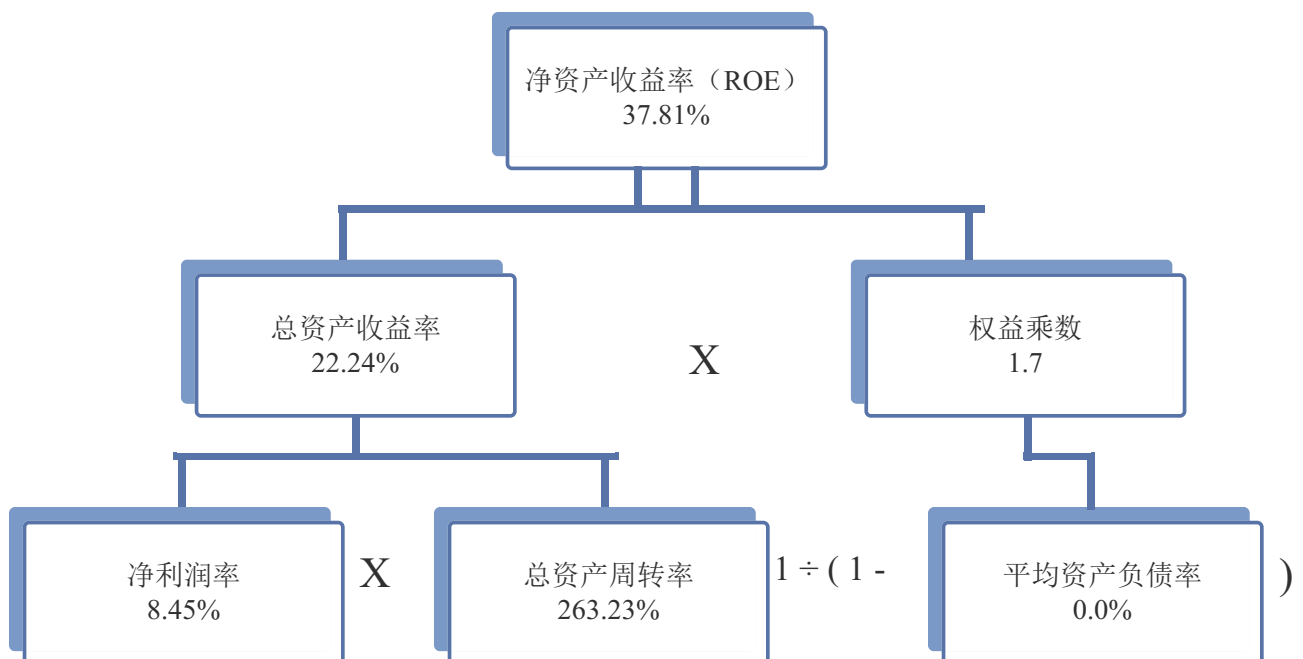 净资产收益率（ROE）
37.81%
总资产收益率
22.24%
X
权益乘数
1.7
净利润率
8.45%
X
总资产周转率
263.23%
1 ÷ ( 1 -
平均资产负债率
0.0%
)